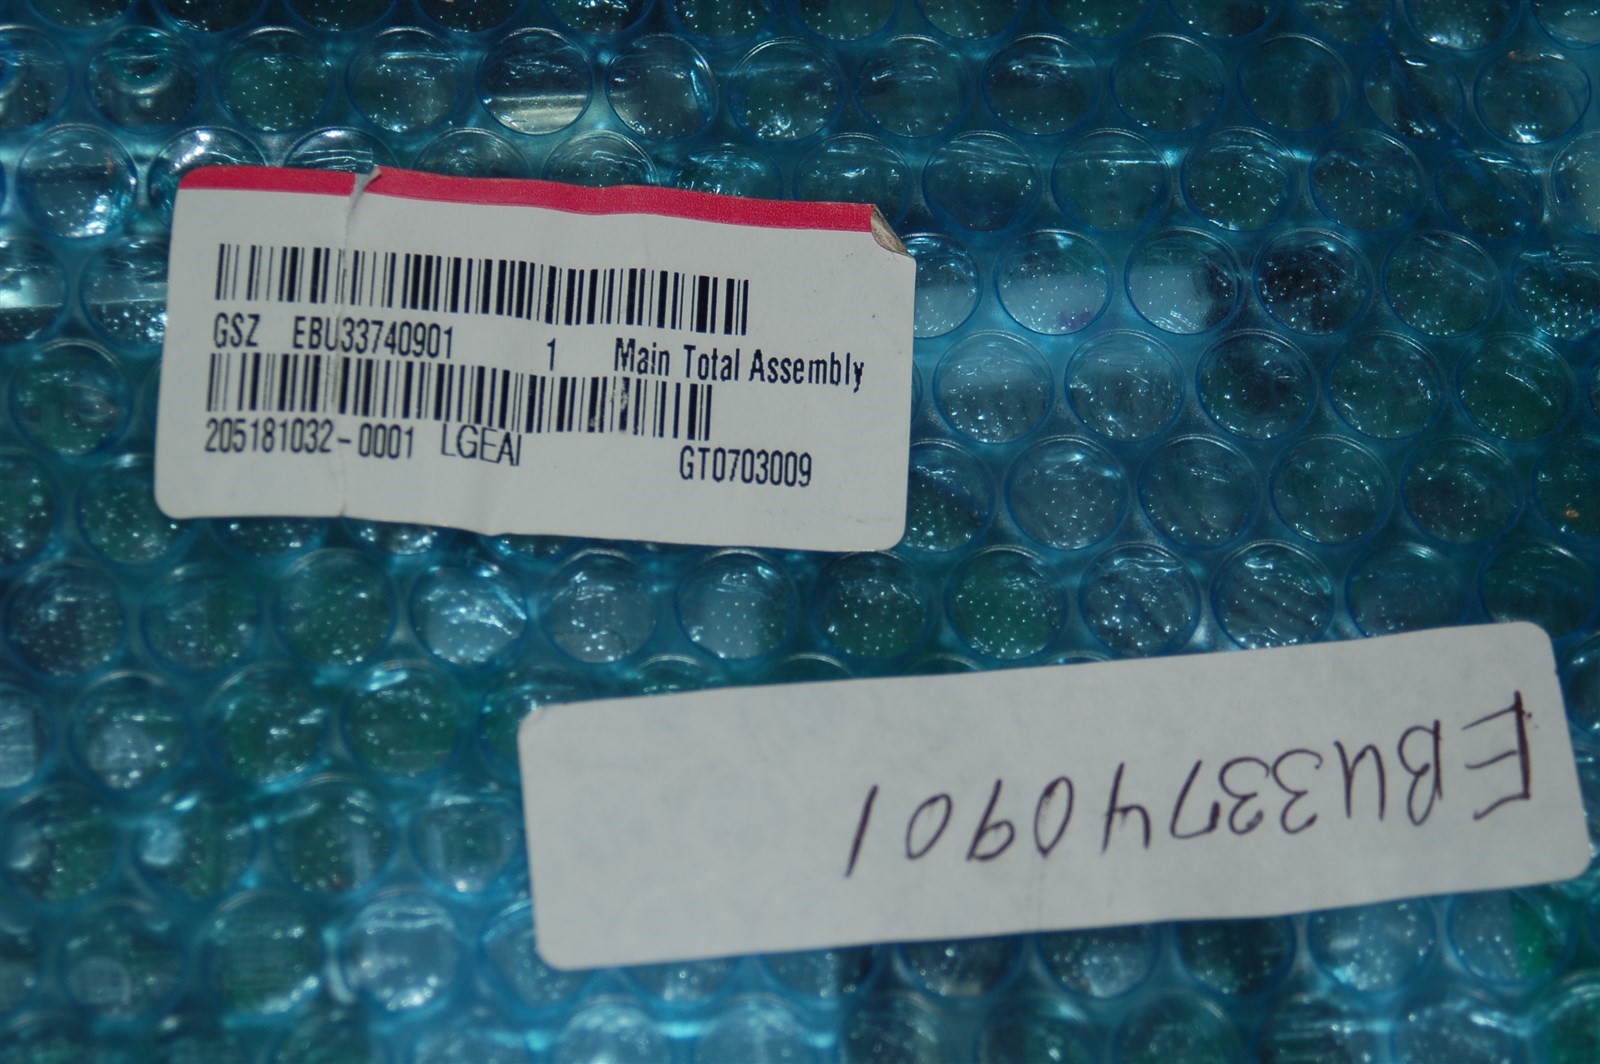 GSZ EBU33740901 1 Main Total Assembly
205181032-0001 LGEAI GT0703009
EBU33740901